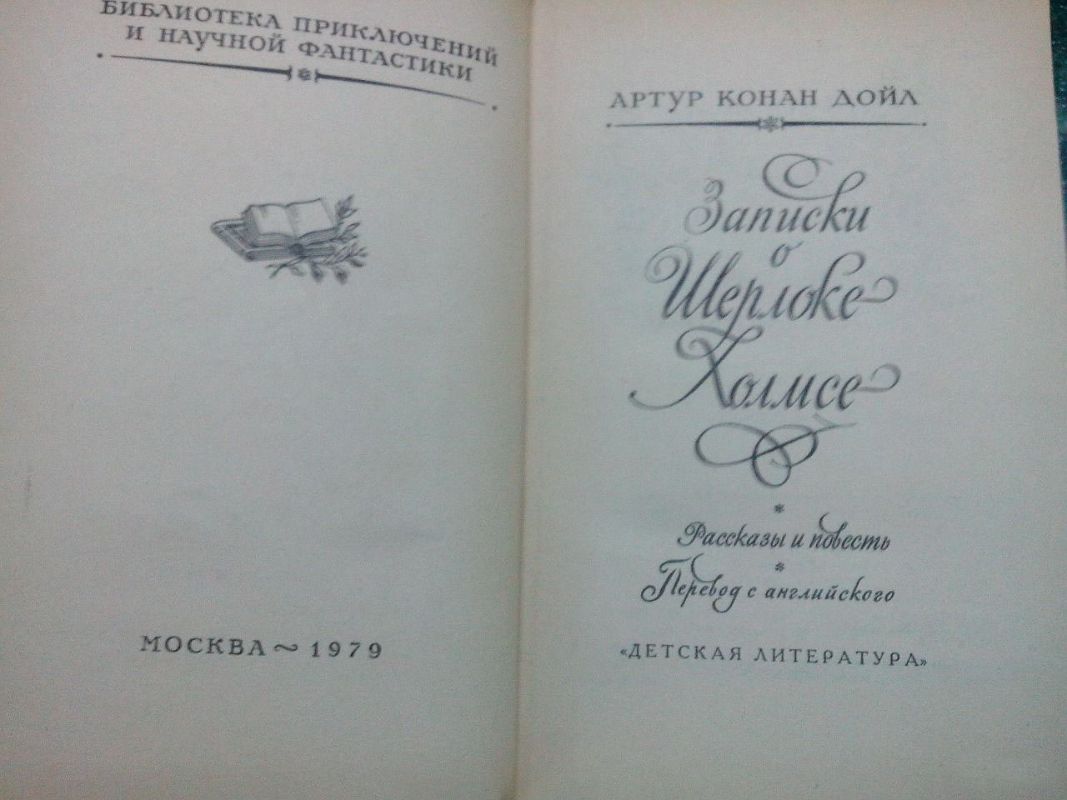 БИБЛИОТЕКА ПРИКЛЮЧЕНИЙ
И НАУЧНОЙ ФАНТАСТИКИ
МОСКВА ~ 1979
АРТУР КОНАН ДОЙЛ
Записки
о
Шерлоке
Холмсе
*
Рассказы и повесть
*
Перевод с английского
«ДЕТСКАЯ ЛИТЕРАТУРА»